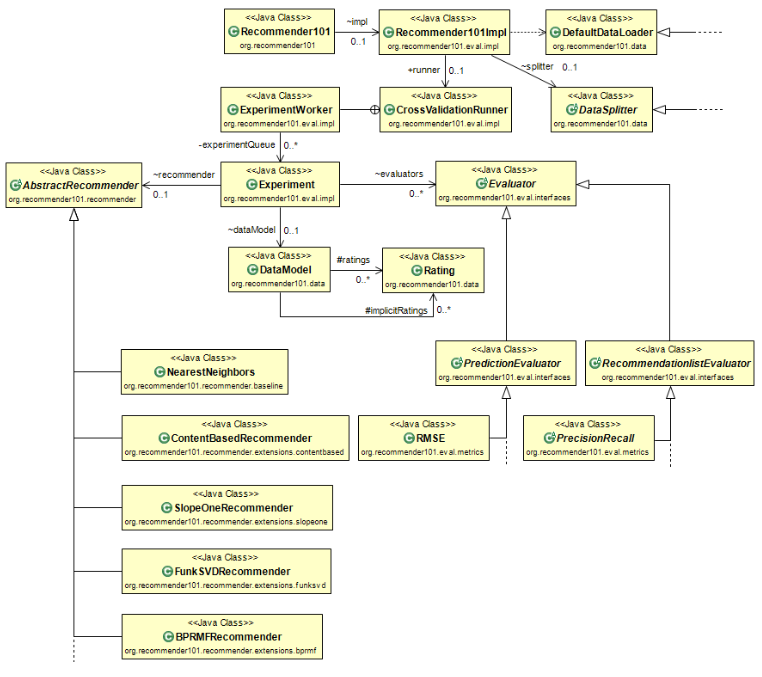 <<Java Class>>
Recommender101
org.recommender101
~impl
0..1
<<Java Class>>
Recommender101Impl
org.recommender101.eval.impl
<<Java Class>>
DefaultDataLoader
org.recommender101.data
+runner
0..1
~splitter
0..1
<<Java Class>>
ExperimentWorker
org.recommender101.eval.impl
<<Java Class>>
CrossValidationRunner
org.recommender101.eval.impl
<<Java Class>>
DataSplitter
org.recommender101.data
-experimentQueue
0..*
<<Java Class>>
AbstractRecommender
org.recommender101.recommender
~recommender
0..1
<<Java Class>>
Experiment
org.recommender101.eval.impl
~evaluators
0..*
<<Java Class>>
Evaluator
org.recommender101.eval.interfaces
~dataModel
0..1
<<Java Class>>
DataModel
org.recommender101.data
#ratings
0..*
<<Java Class>>
Rating
org.recommender101.data
#implicitRatings
0..*
<<Java Class>>
NearestNeighbors
org.recommender101.recommender.baseline
<<Java Class>>
PredictionEvaluator
org.recommender101.eval.interfaces
<<Java Class>>
RecommendationlistEvaluator
org.recommender101.eval.interfaces
<<Java Class>>
ContentBasedRecommender
org.recommender101.recommender.extensions.contentbased
<<Java Class>>
RMSE
org.recommender101.eval.metrics
<<Java Class>>
PrecisionRecall
org.recommender101.eval.metrics
<<Java Class>>
SlopeOneRecommender
org.recommender101.recommender.extensions.slopeone
<<Java Class>>
FunkSVDRecommender
org.recommender101.recommender.extensions.funksvd
<<Java Class>>
BPRMFRecommender
org.recommender101.recommender.extensions.bprmf